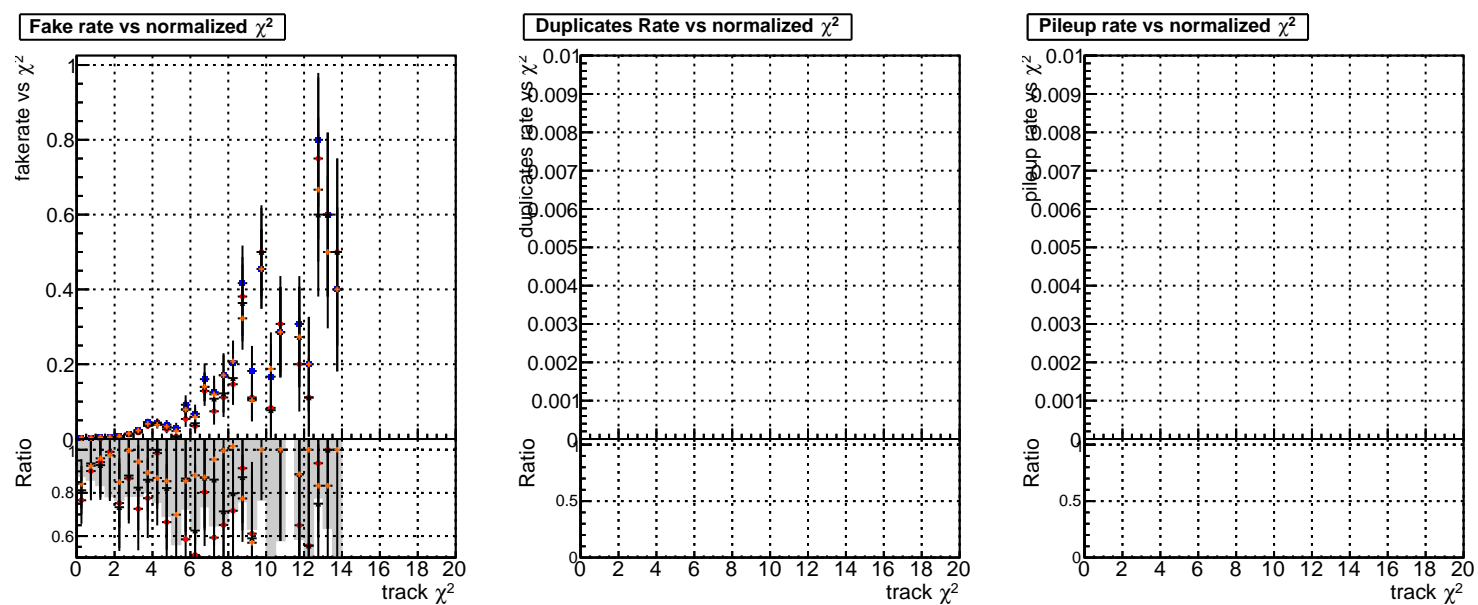 Fake rate vs normalized χ²
fakerate vs χ²
1
0.8
0.6
0.4
0.2
0
Ratio
1
0.8
0.6
0 2 4 6 8 10 12 14 16 18 20
track χ²
Duplicates Rate vs normalized χ²
duplicates rate vs χ²
0.01
0.009
0.008
0.007
0.006
0.005
0.004
0.003
0.002
0.001
0
Ratio
1
0.5
0
0 2 4 6 8 10 12 14 16 18 20
track χ²
Pileup rate vs normalized χ²
pileup rate vs χ²
0.01
0.009
0.008
0.007
0.006
0.005
0.004
0.003
0.002
0.001
0
Ratio
1
0.5
0
0 2 4 6 8 10 12 14 16 18 20
track χ²